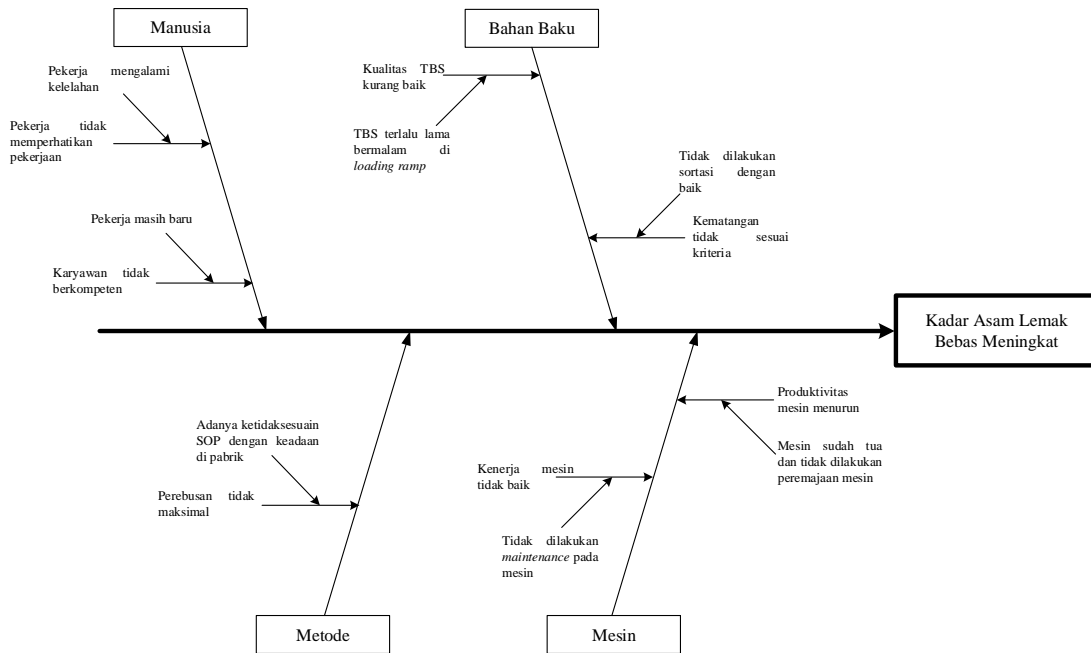 Manusia
Bahan Baku
Pekerja mengalami
kelelahan
Pekerja tidak
memperhatikan
pekerjaan
Pekerja masih baru
Karyawan tidak
berkompeten
Kualitas TBS
kurang baik
TBS terlalu lama
bermalam di
loading ramp
Tidak dilakukan
sortasi dengan
baik
Kematangan
tidak sesuai
kriteria
Kadar Asam Lemak
Bebas Meningkat
Adanya ketidaksesuain
SOP dengan keadaan
di pabrik
Perebusan tidak
maksimal
Kenerja mesin
tidak baik
Tidak dilakukan
maintenance pada
mesin
Produktivitas
mesin menurun
Mesin sudah tua
dan tidak dilakukan
peremajaan mesin
Metode
Mesin